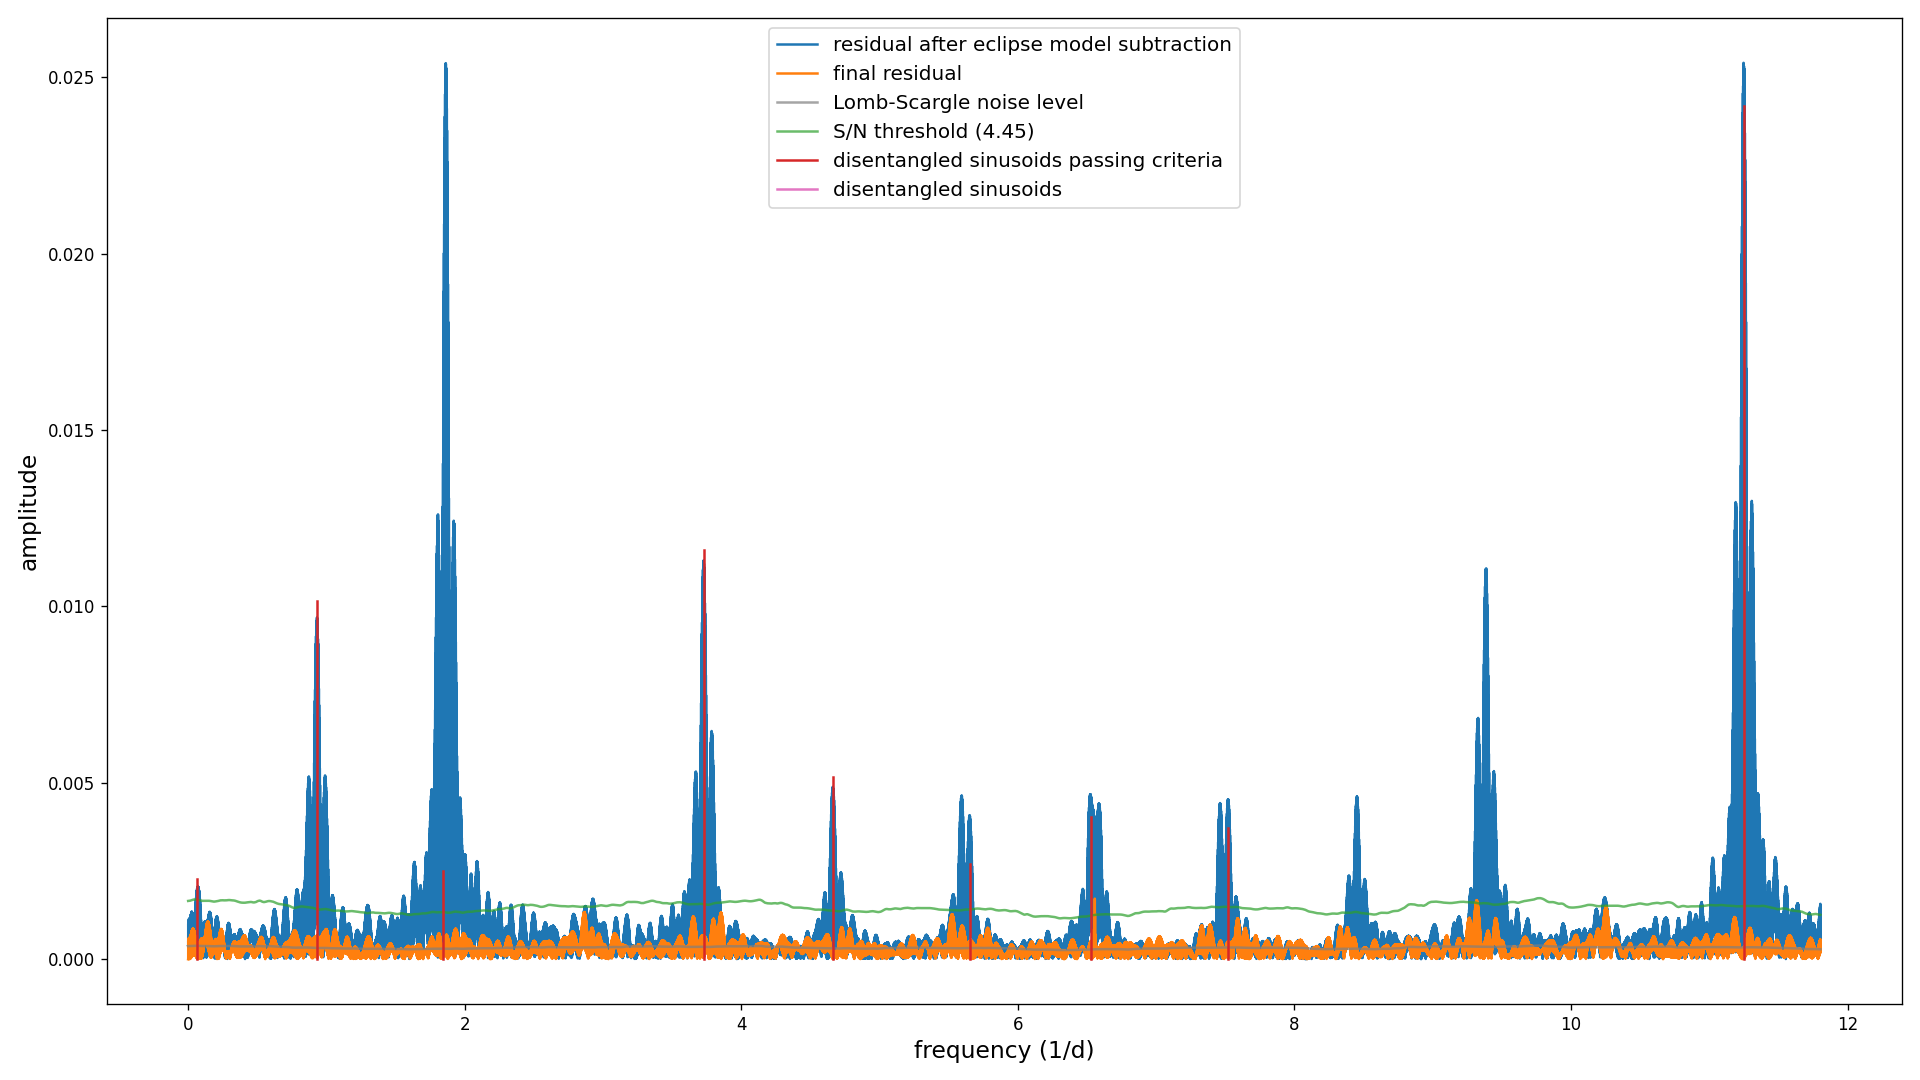 residual after eclipse model subtraction
final residual
Lomb-Scargle noise level
S/N threshold (4.45)
disentangled sinusoids passing criteria
disentangled sinusoids
0.025
0.020
0.015
0.010
0.005
0.000
amplitude
0 2 4 6 8 10 12
frequency (1/d)